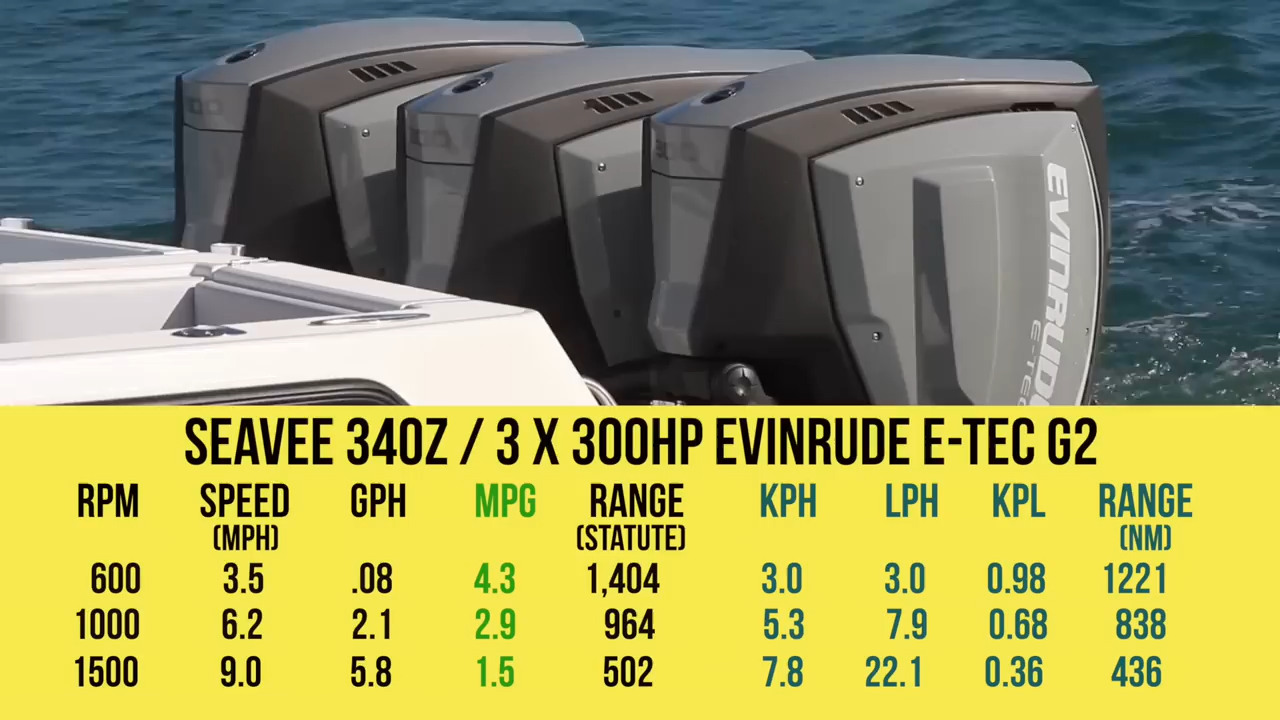 300
300
300
EVINRUDE
E-TEC
SEAVEE 340Z / 3 X 300HP EVINRUDE E-TEC G2
RPM SPEED GPH MPG RANGE KPH LPH KPL RANGE
(MPH) (STATUTE) (NM)
600 3.5 .08 4.3 1,404 3.0 3.0 0.98 1221
1000 6.2 2.1 2.9 964 5.3 7.9 0.68 838
1500 9.0 5.8 1.5 502 7.8 22.1 0.36 436